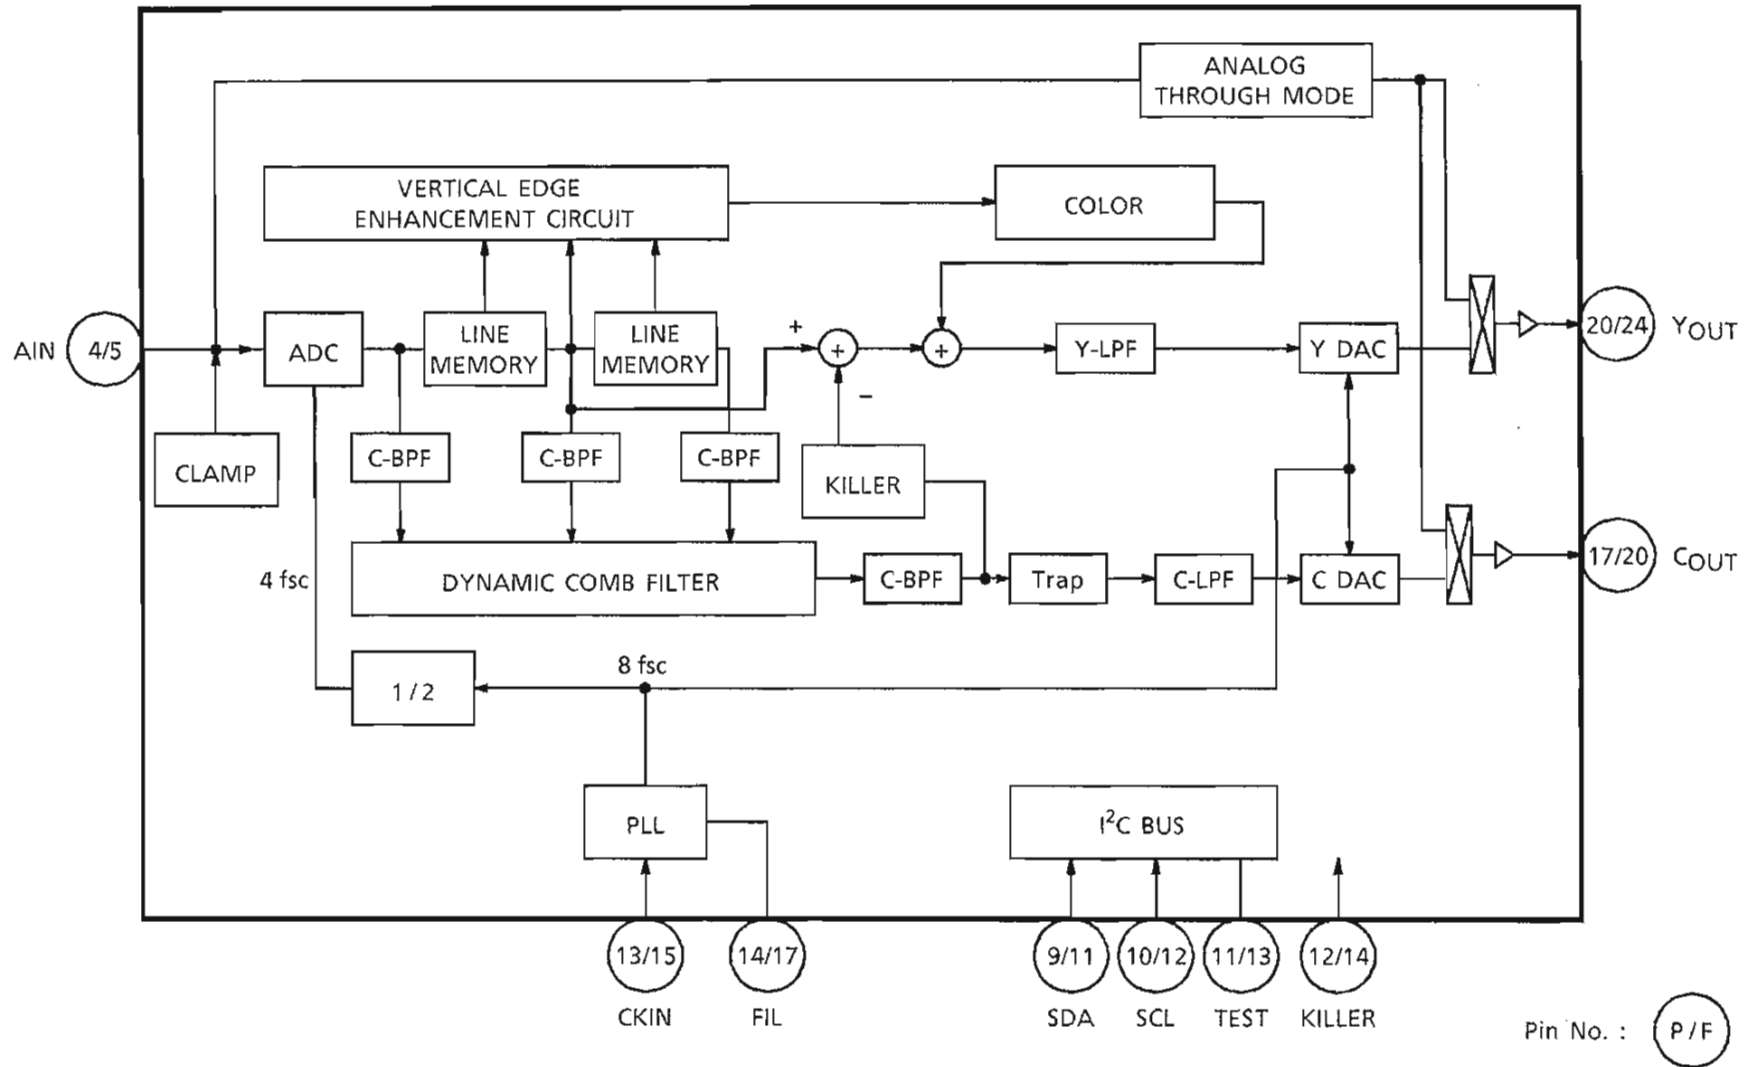 ANALOG
THROUGH MODE
VERTICAL EDGE
ENHANCEMENT CIRCUIT
COLOR
AIN
4/5
ADC
LINE
MEMORY
LINE
MEMORY
+
+
+
Y-LPF
Y DAC
20/24
YOUT
−
CLAMP
C-BPF
C-BPF
C-BPF
KILLER
4 fsc
DYNAMIC COMB FILTER
C-BPF
Trap
C-LPF
C DAC
17/20
COUT
1/2
8 fsc
PLL
I²C BUS
13/15
14/17
9/11
10/12
11/13
12/14
CKIN
FIL
SDA
SCL
TEST
KILLER
Pin No. : P/F